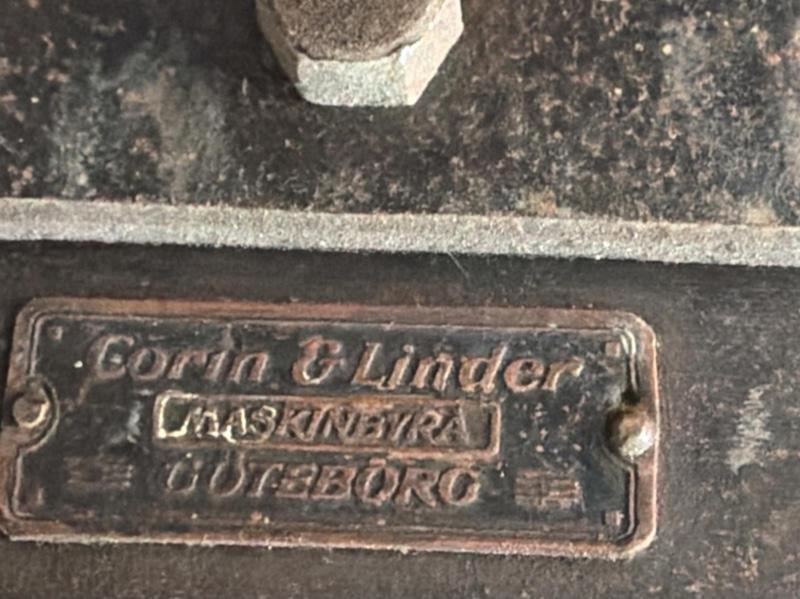 Corin & Linder
MASKINBYRÅ
GÖTEBORG